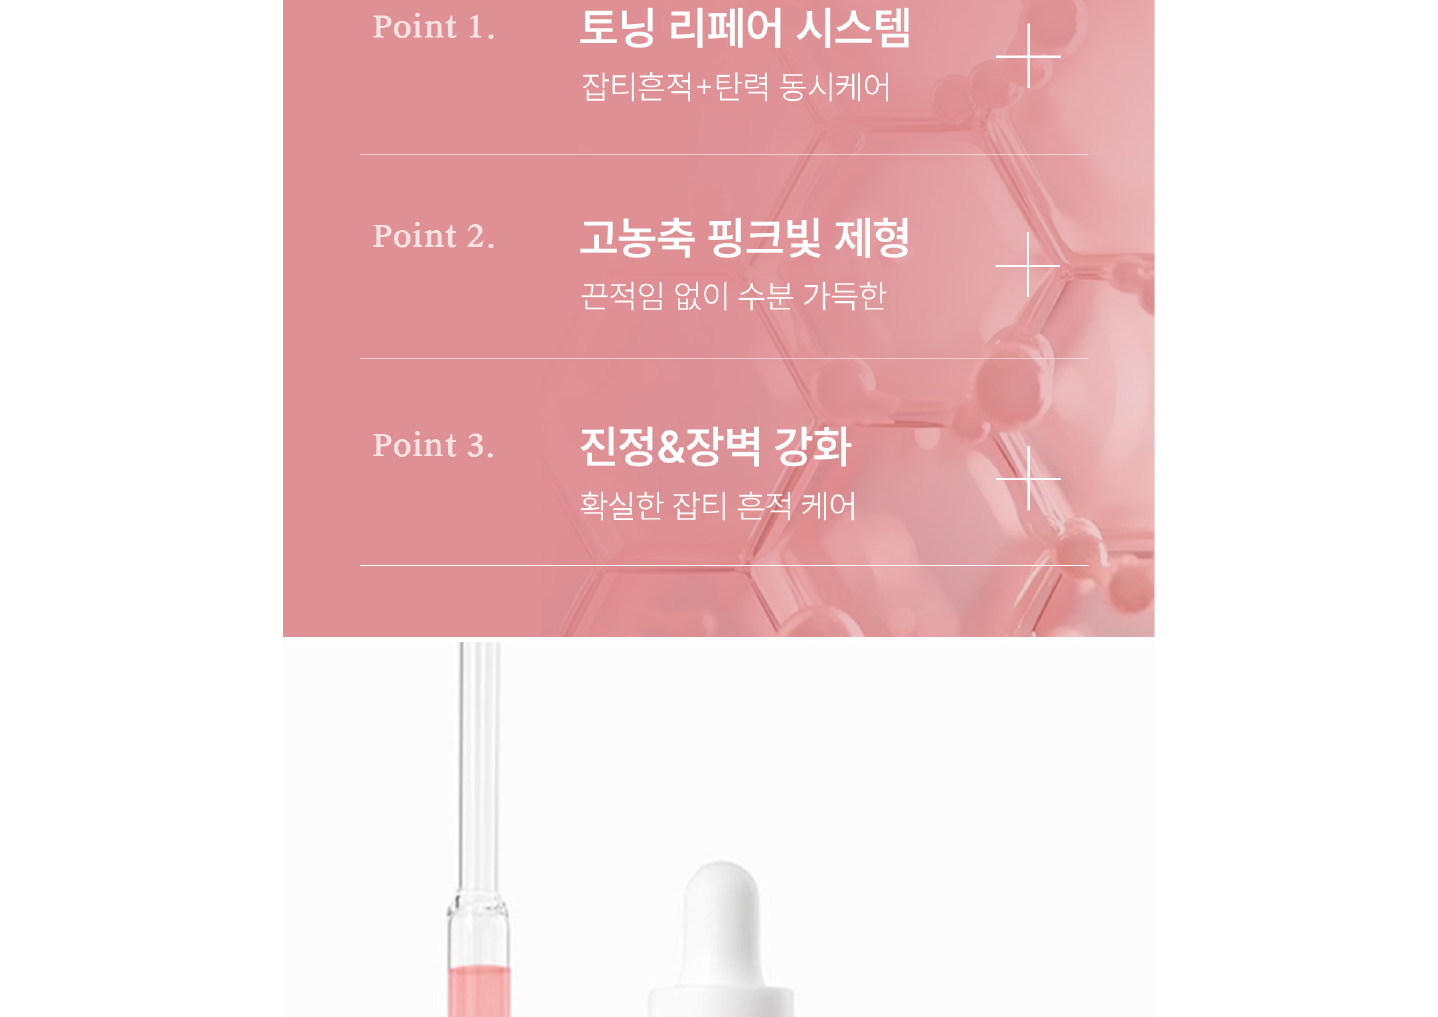 Point 1.
토닝 리페어 시스템
잡티흔적+탄력 동시케어
Point 2.
고농축 핑크빛 제형
끈적임 없이 수분 가득한
Point 3.
진정&장벽 강화
확실한 잡티 흔적 케어